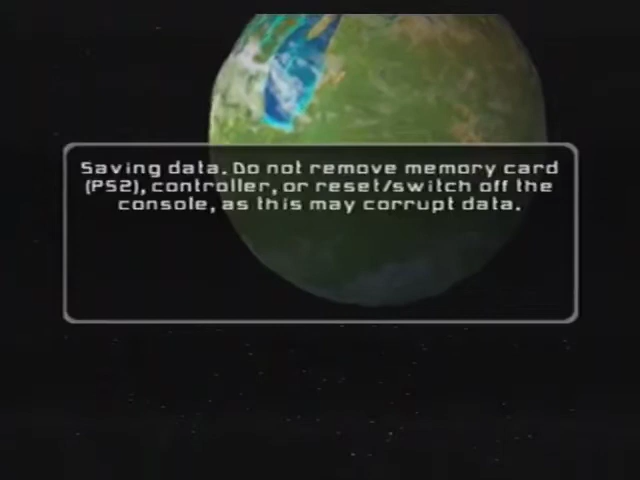 Saving data. Do not remove memory card
(PS2), controller, or reset/switch off the
console, as this may corrupt data.